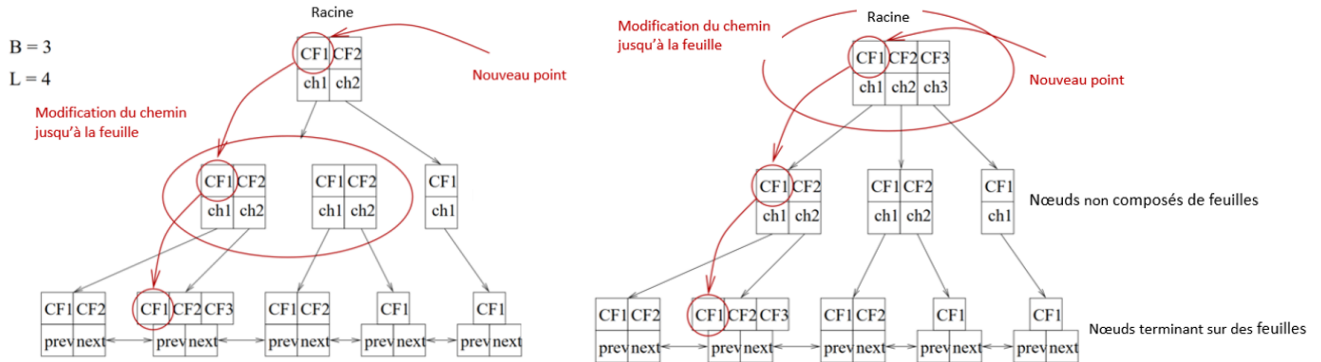 Racine
B = 3
L = 4
CF1 CF2
ch1 ch2
Nouveau point
Modification du chemin
jusqu'à la feuille
CF1 CF2 CF1 CF2 CF1
ch1 ch2 ch1 ch2 ch1
CF1 CF2 CF1 CF2 CF3 CF1 CF2 CF1 CF1
prev next prev next prev next prev next prev next
Racine
Modification du chemin
jusqu'à la feuille
CF1 CF2 CF3
ch1 ch2 ch3
Nouveau point
CF1 CF2 CF1 CF2 CF1
ch1 ch2 ch1 ch2 ch1
Nœuds non composés de feuilles
CF1 CF2 CF1 CF2 CF3 CF1 CF2 CF1 CF1
prev next prev next prev next prev next prev next
Nœuds terminant sur des feuilles